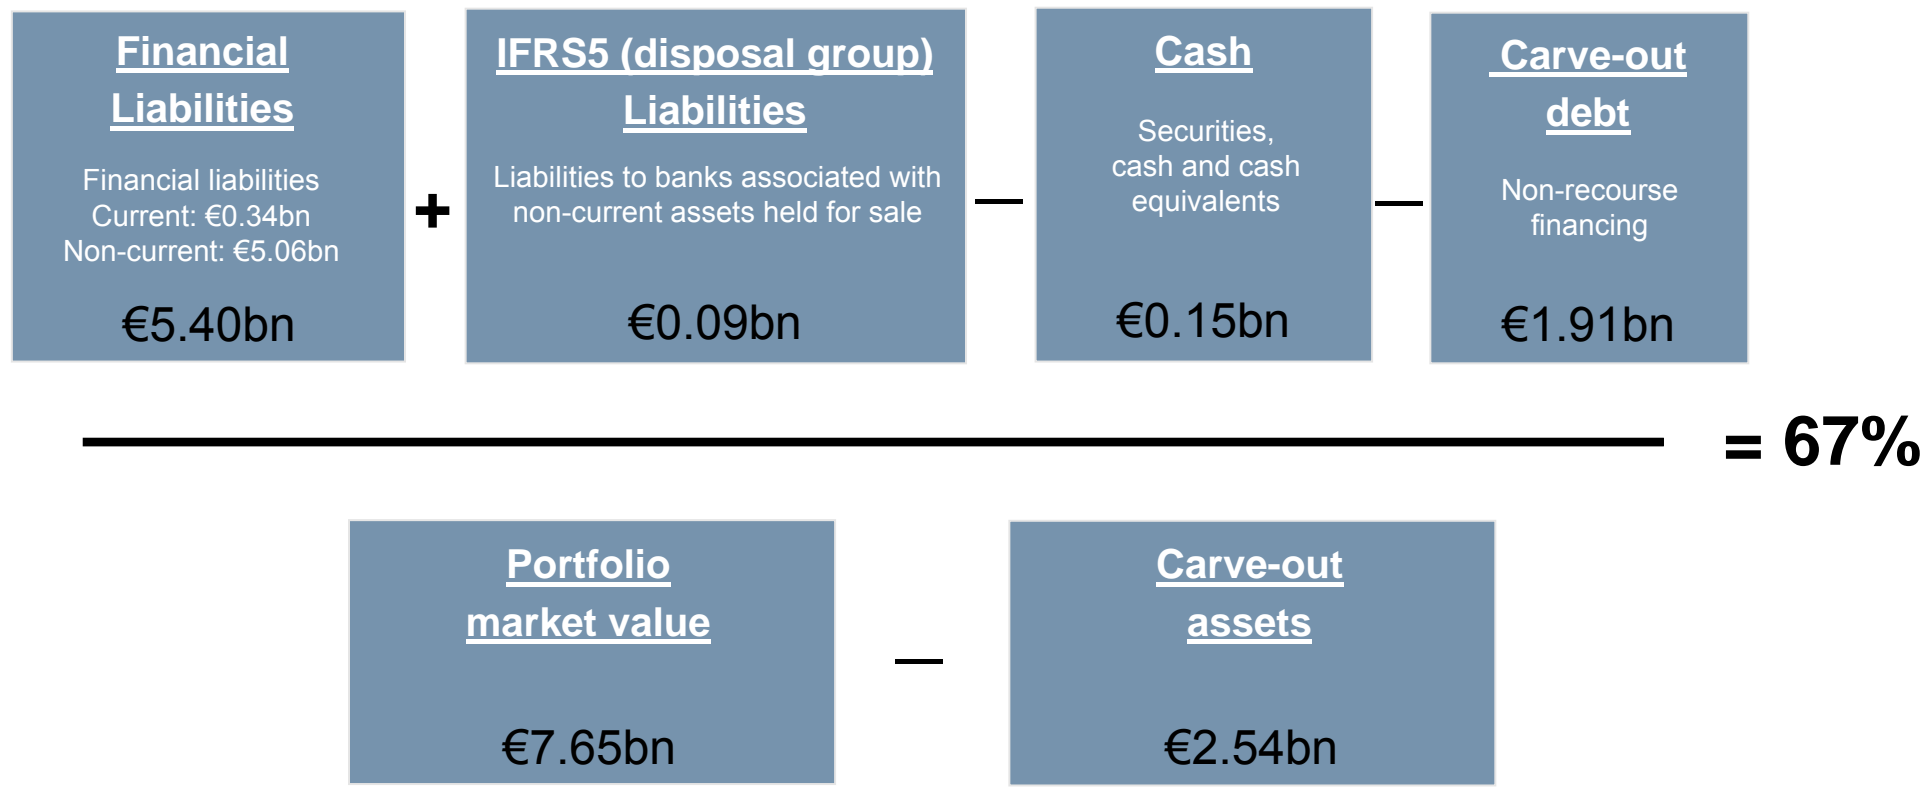 Financial
Liabilities
Financial liabilities
Current: €0.34bn
Non-current: €5.06bn
€5.40bn
+
IFRS5 (disposal group)
Liabilities
Liabilities to banks associated with
non-current assets held for sale
€0.09bn
—
Cash
Securities,
cash and cash
equivalents
€0.15bn
—
Carve-out
debt
Non-recourse
financing
€1.91bn
= 67%
Portfolio
market value
€7.65bn
—
Carve-out
assets
€2.54bn